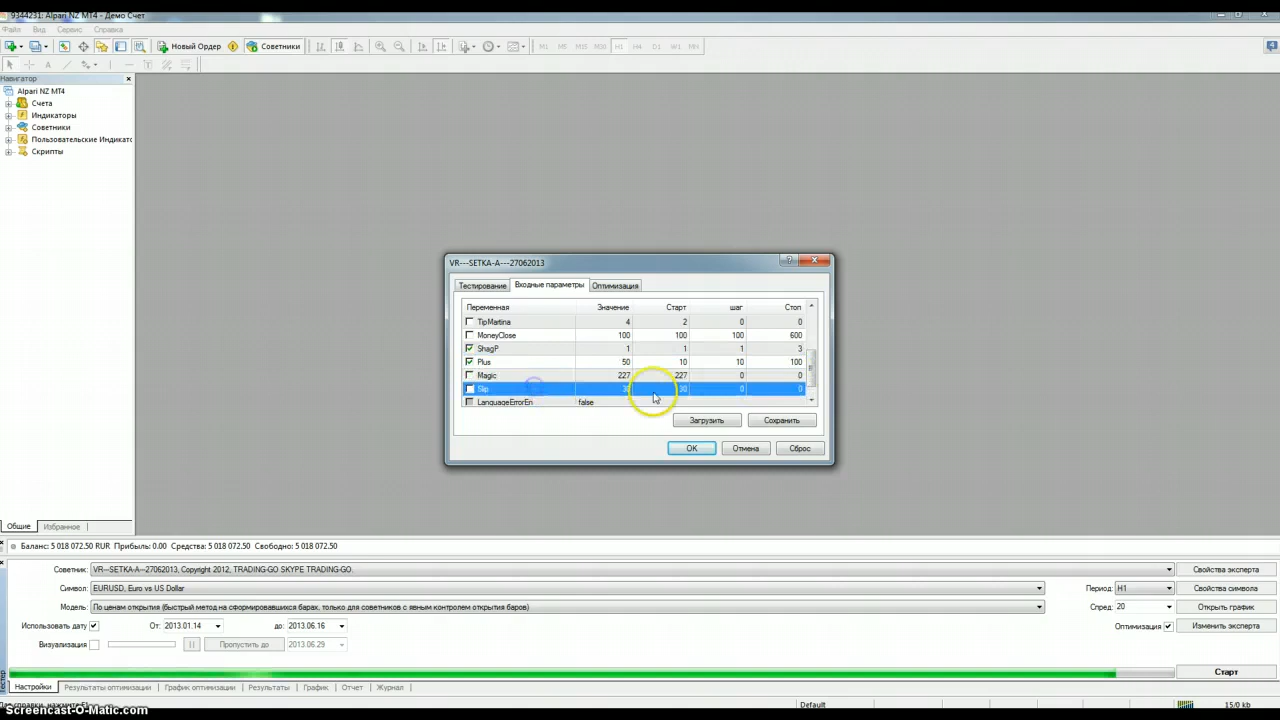 9344231: Alpari NZ MT4 - Демо Счет
Файл Вид Сервис Справка
Новый Ордер Советники M1 M5 M15 M30 H1 H4 D1 W1 MN
Навигатор
Alpari NZ MT4
Счета
Индикаторы
Советники
Пользовательские Индикатс
Скрипты
VR---SETKA-A---27062013
Тестирование Входные параметры Оптимизация
Переменная Значение Старт шаг Стоп
TipMartina 4 2 0 0
MoneyClose 100 100 100 600
ShagP 1 1 1 3
Plus 50 10 10 100
Magic 227 227 0 0
Slip 30 30 0 0
LanguageErrorEn false
Загрузить Сохранить
OK Отмена Сброс
Общие Избранное
Баланс: 5 018 072.50 RUR Прибыль: 0.00 Средства: 5 018 072.50 Свободно: 5 018 072.50
Советник: VR---SETKA-A---27062013, Copyright 2012, TRADING-GO SKYPE TRADING-GO. Свойства эксперта
Символ: EURUSD, Euro vs US Dollar Период: H1 Свойства символа
Модель: По ценам открытия (быстрый метод на сформировавшихся барах, только для советников с явным контролем открытия баров) Спред: 20 Открыть график
Использовать дату От: 2013.01.14 до: 2013.06.16 Оптимизация Изменить эксперта
Визуализация Пропустить до 2013.06.29
Старт
Тестер
Настройки Результаты оптимизации График оптимизации Результаты График Отчет Журнал
Default 15/0 kb
Screencast-O-Matic.com